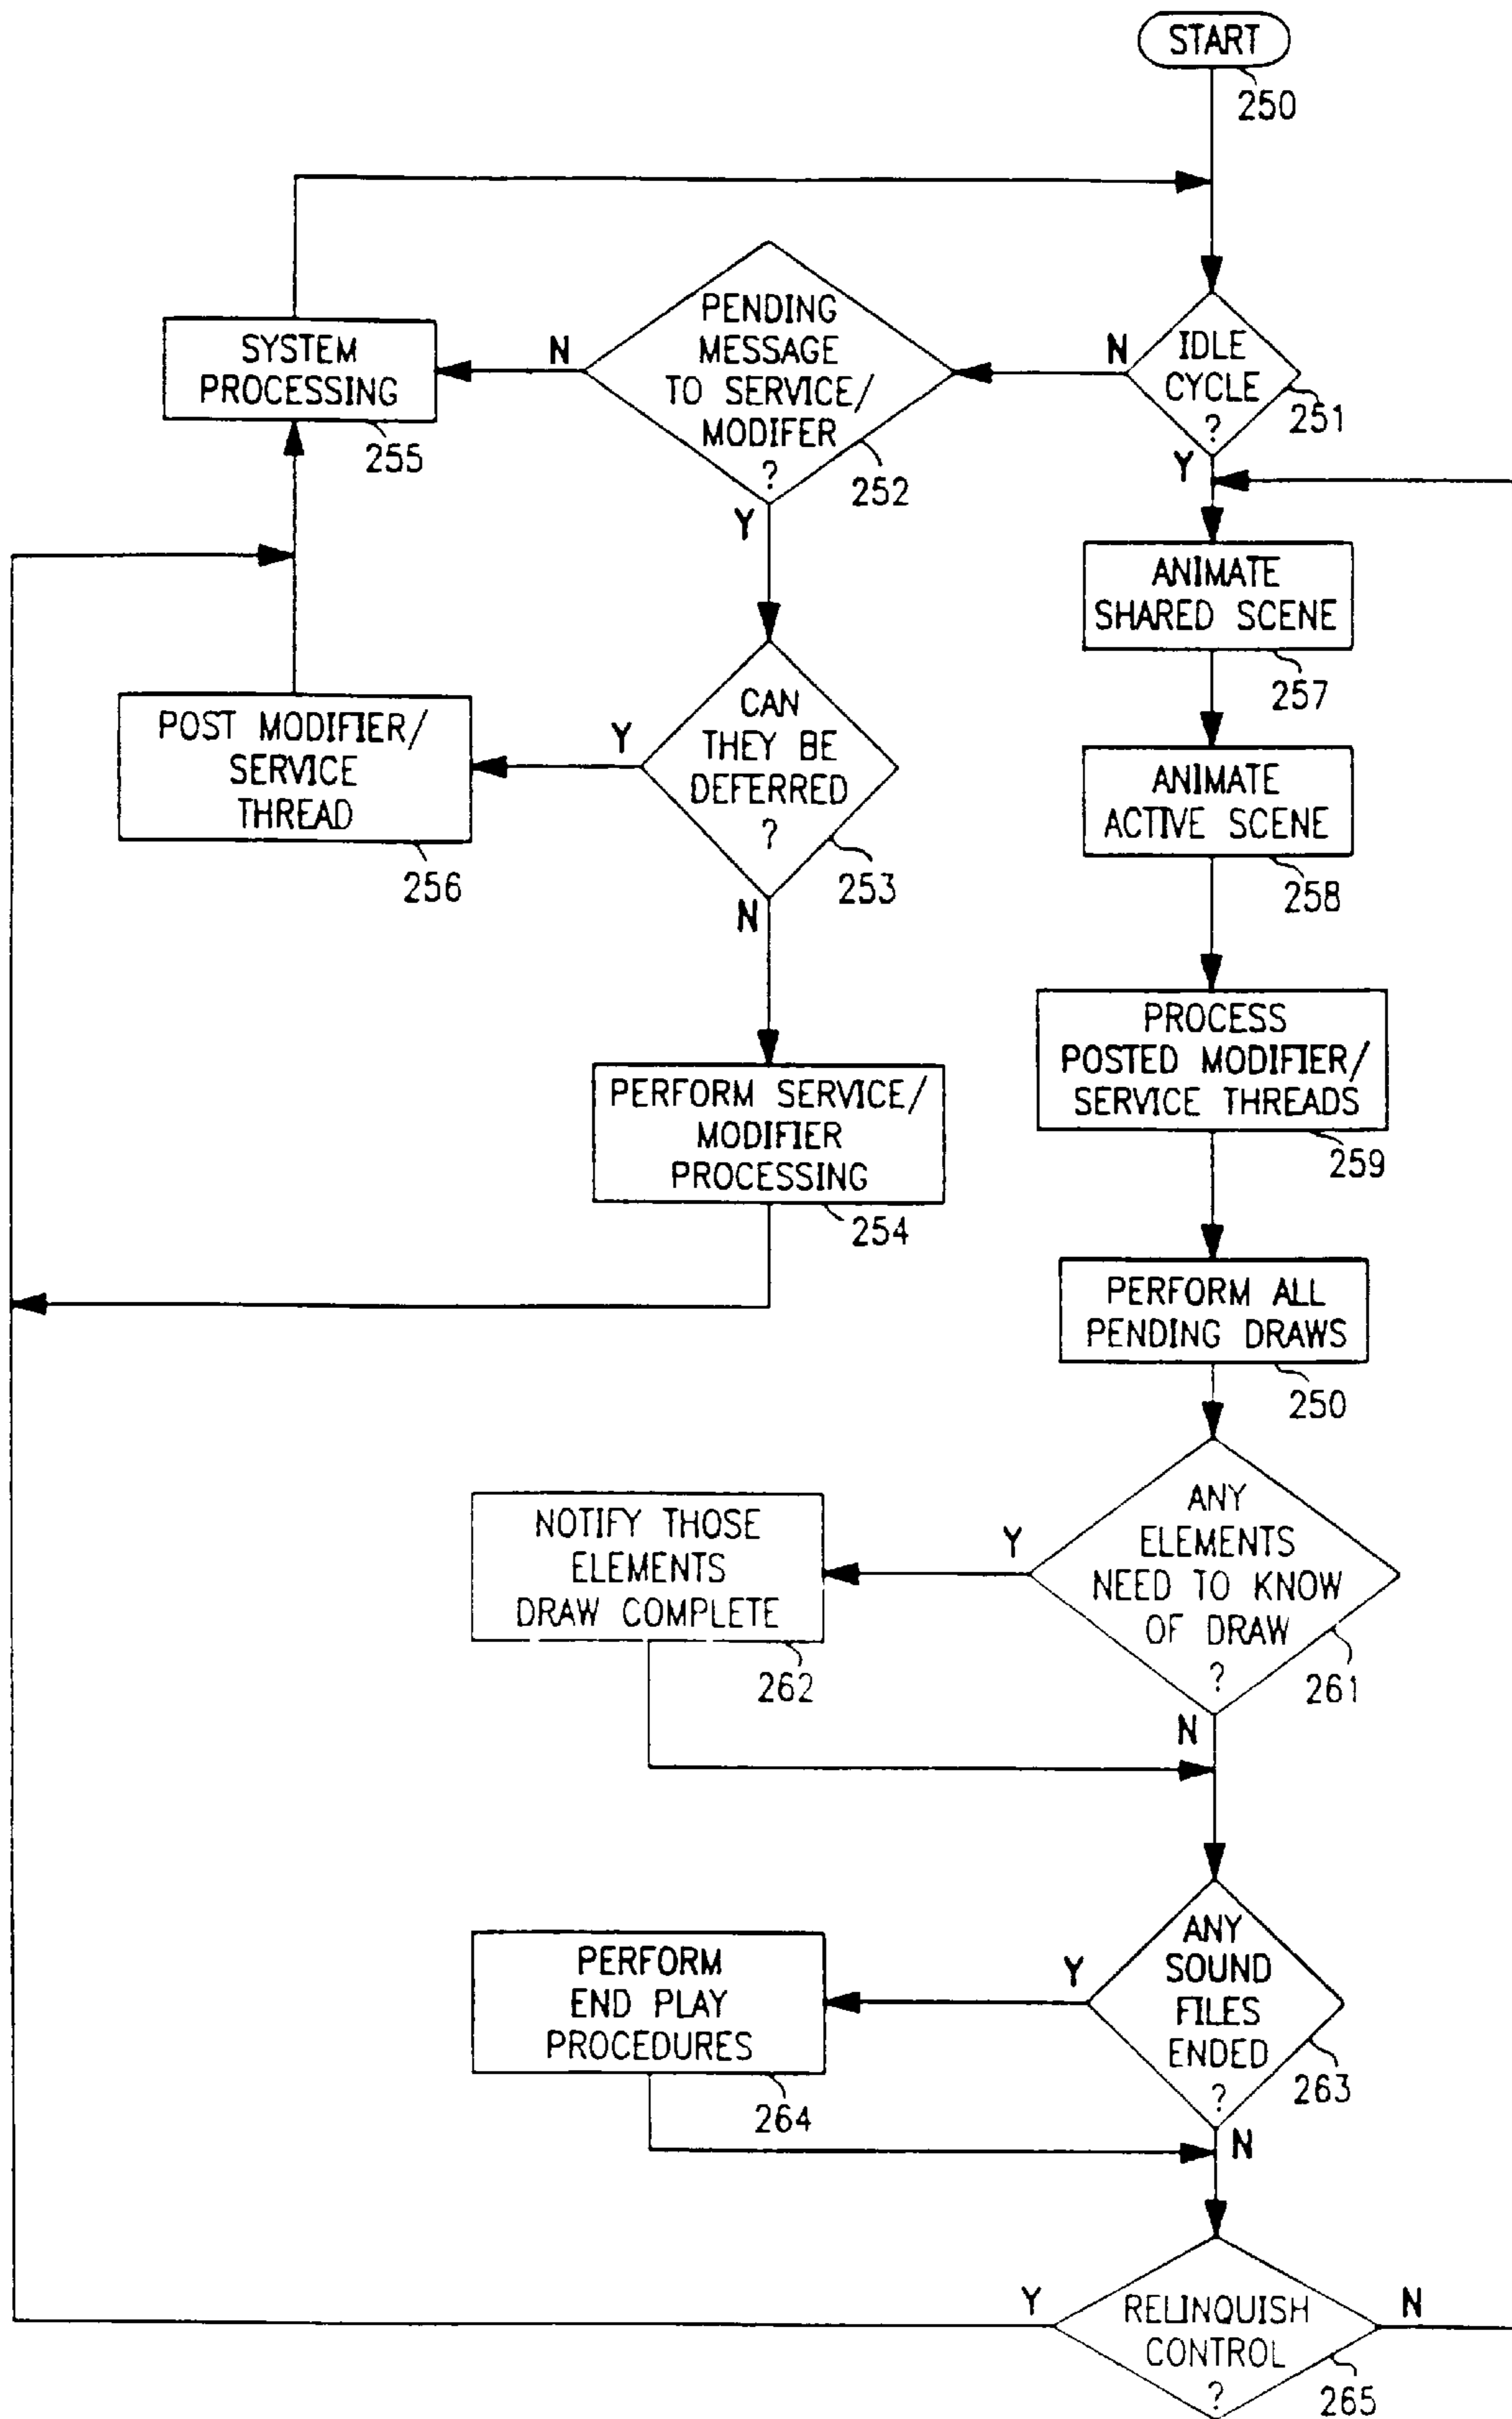 START
250
IDLE
CYCLE
?
251
N
Y
PENDING
MESSAGE
TO SERVICE/
MODIFER
?
252
N
Y
SYSTEM
PROCESSING
255
CAN
THEY BE
DEFERRED
?
253
Y
N
POST MODIFIER/
SERVICE
THREAD
256
PERFORM SERVICE/
MODIFIER
PROCESSING
254
ANIMATE
SHARED SCENE
257
ANIMATE
ACTIVE SCENE
258
PROCESS
POSTED MODIFIER/
SERVICE THREADS
259
PERFORM ALL
PENDING DRAWS
250
ANY
ELEMENTS
NEED TO KNOW
OF DRAW
?
261
Y
N
NOTIFY THOSE
ELEMENTS
DRAW COMPLETE
262
ANY
SOUND
FILES
ENDED
?
263
Y
N
PERFORM
END PLAY
PROCEDURES
264
RELINQUISH
CONTROL
?
265
Y
N